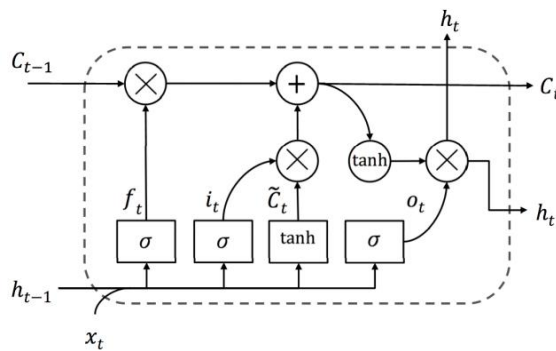 h_t
C_{t-1} × + C_t
tanh ×
f_t i_t C̃_t o_t
h_t
σ σ tanh σ
h_{t-1}
x_t